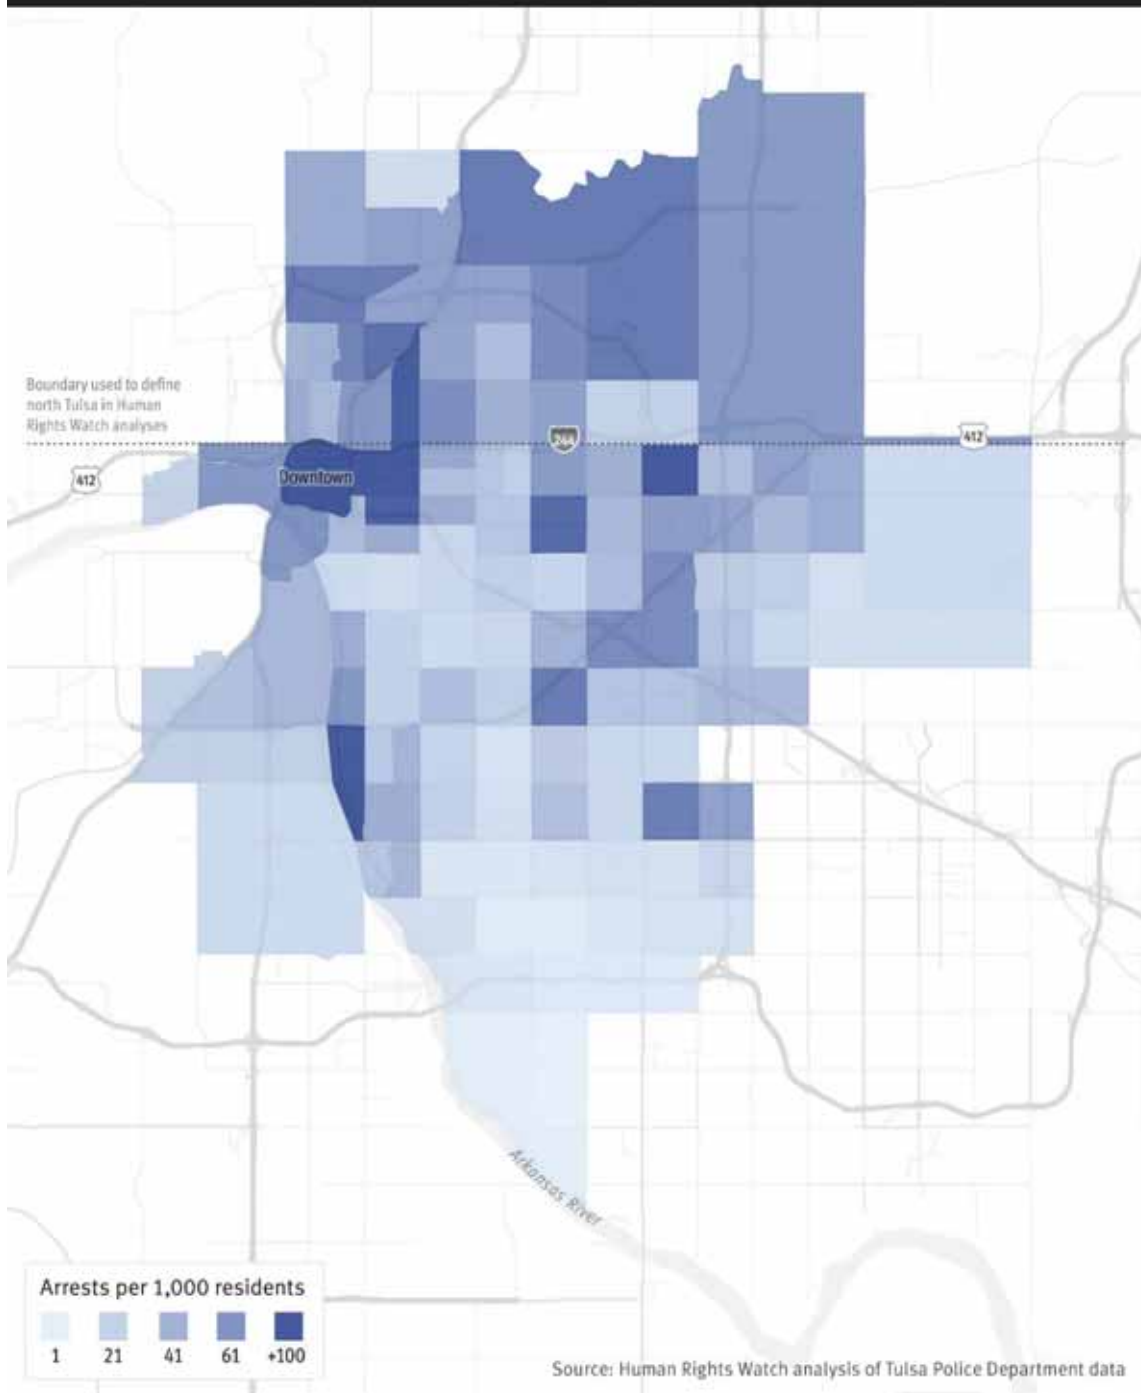 Boundary used to define
north Tulsa in Human
Rights Watch analyses
412
244
412
Downtown
Arkansas River
Arrests per 1,000 residents
1 21 41 61 +100
Source: Human Rights Watch analysis of Tulsa Police Department data